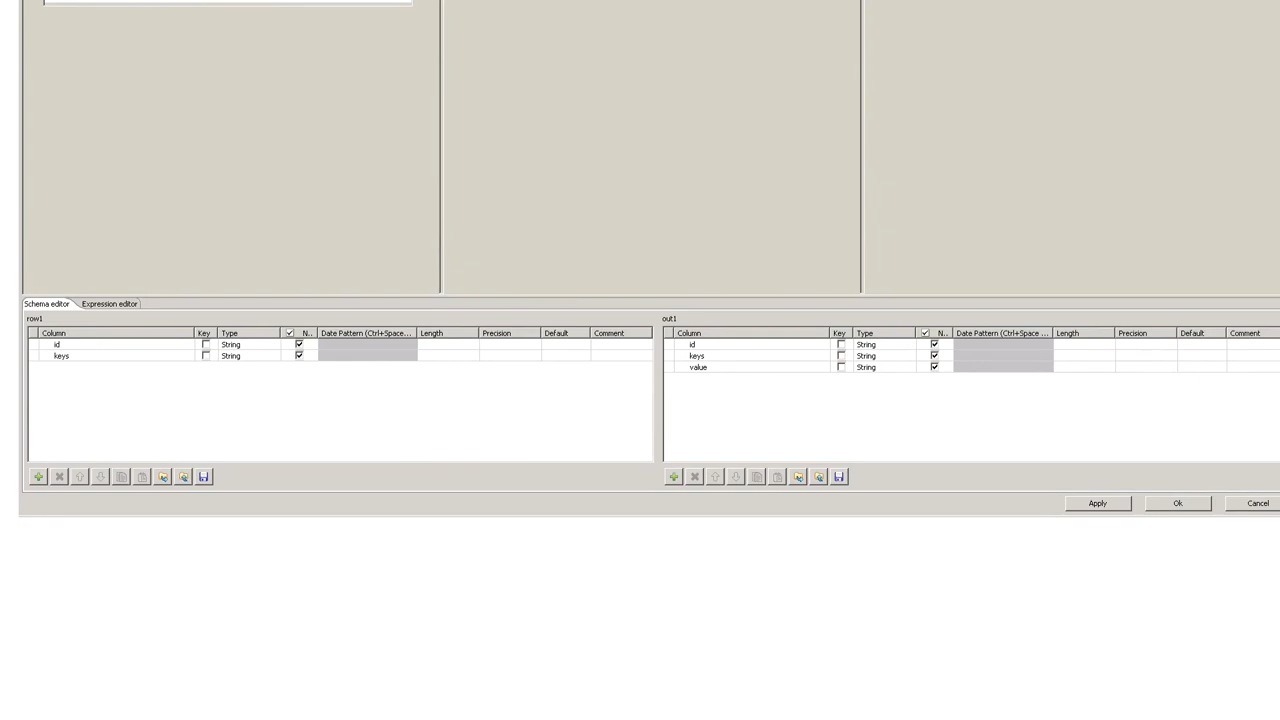 Schema editor Expression editor
row1
Column Key Type N.. Date Pattern (Ctrl+Space... Length Precision Default Comment
id String
keys String
out1
Column Key Type N.. Date Pattern (Ctrl+Space ... Length Precision Default Comment
id String
keys String
value String
Apply Ok Cancel